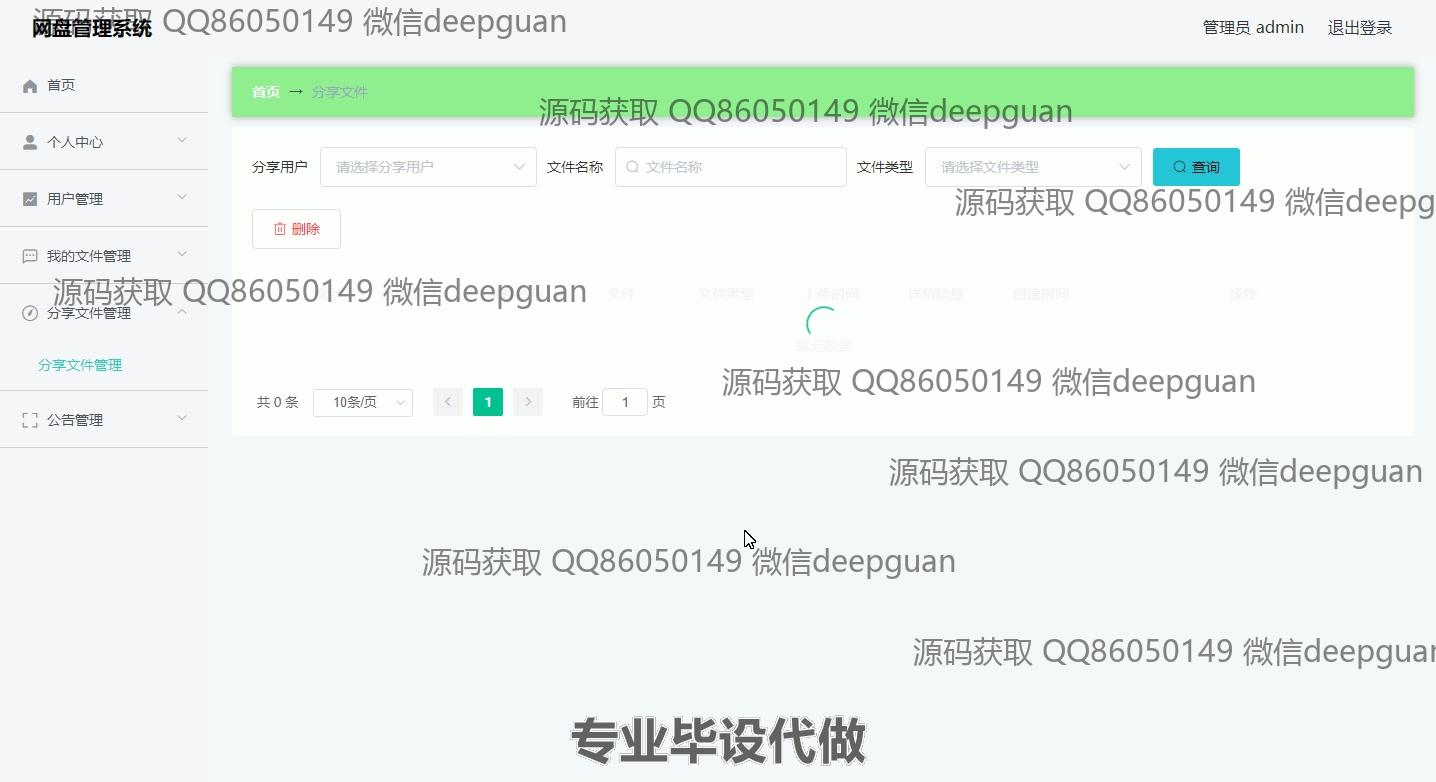 源码获取 QQ86050149 微信deepguan
网盘管理系统
管理员 admin 退出登录
首页
首页 → 分享文件
源码获取 QQ86050149 微信deepguan
个人中心
分享用户 请选择分享用户 文件名称 文件名称 文件类型 请选择文件类型 查询
用户管理
源码获取 QQ86050149 微信deepg
删除
我的文件管理
源码获取 QQ86050149 微信deepguan
文件 文件类型 上传时间 详情信息 创建时间 操作
分享文件管理
暂无数据
分享文件管理
源码获取 QQ86050149 微信deepguan
共 0 条 10条/页 1 前往 1 页
公告管理
源码获取 QQ86050149 微信deepguan
源码获取 QQ86050149 微信deepguan
源码获取 QQ86050149 微信deepguar
专业毕设代做